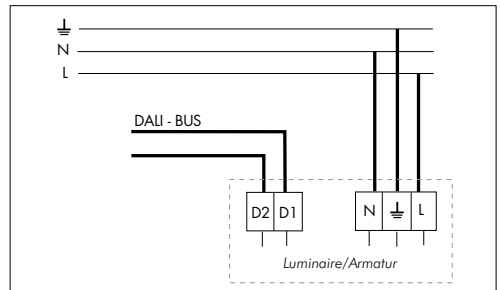 ⏚
N
L
DALI - BUS
D2 D1
N ⏚ L
Luminaire/Armatur